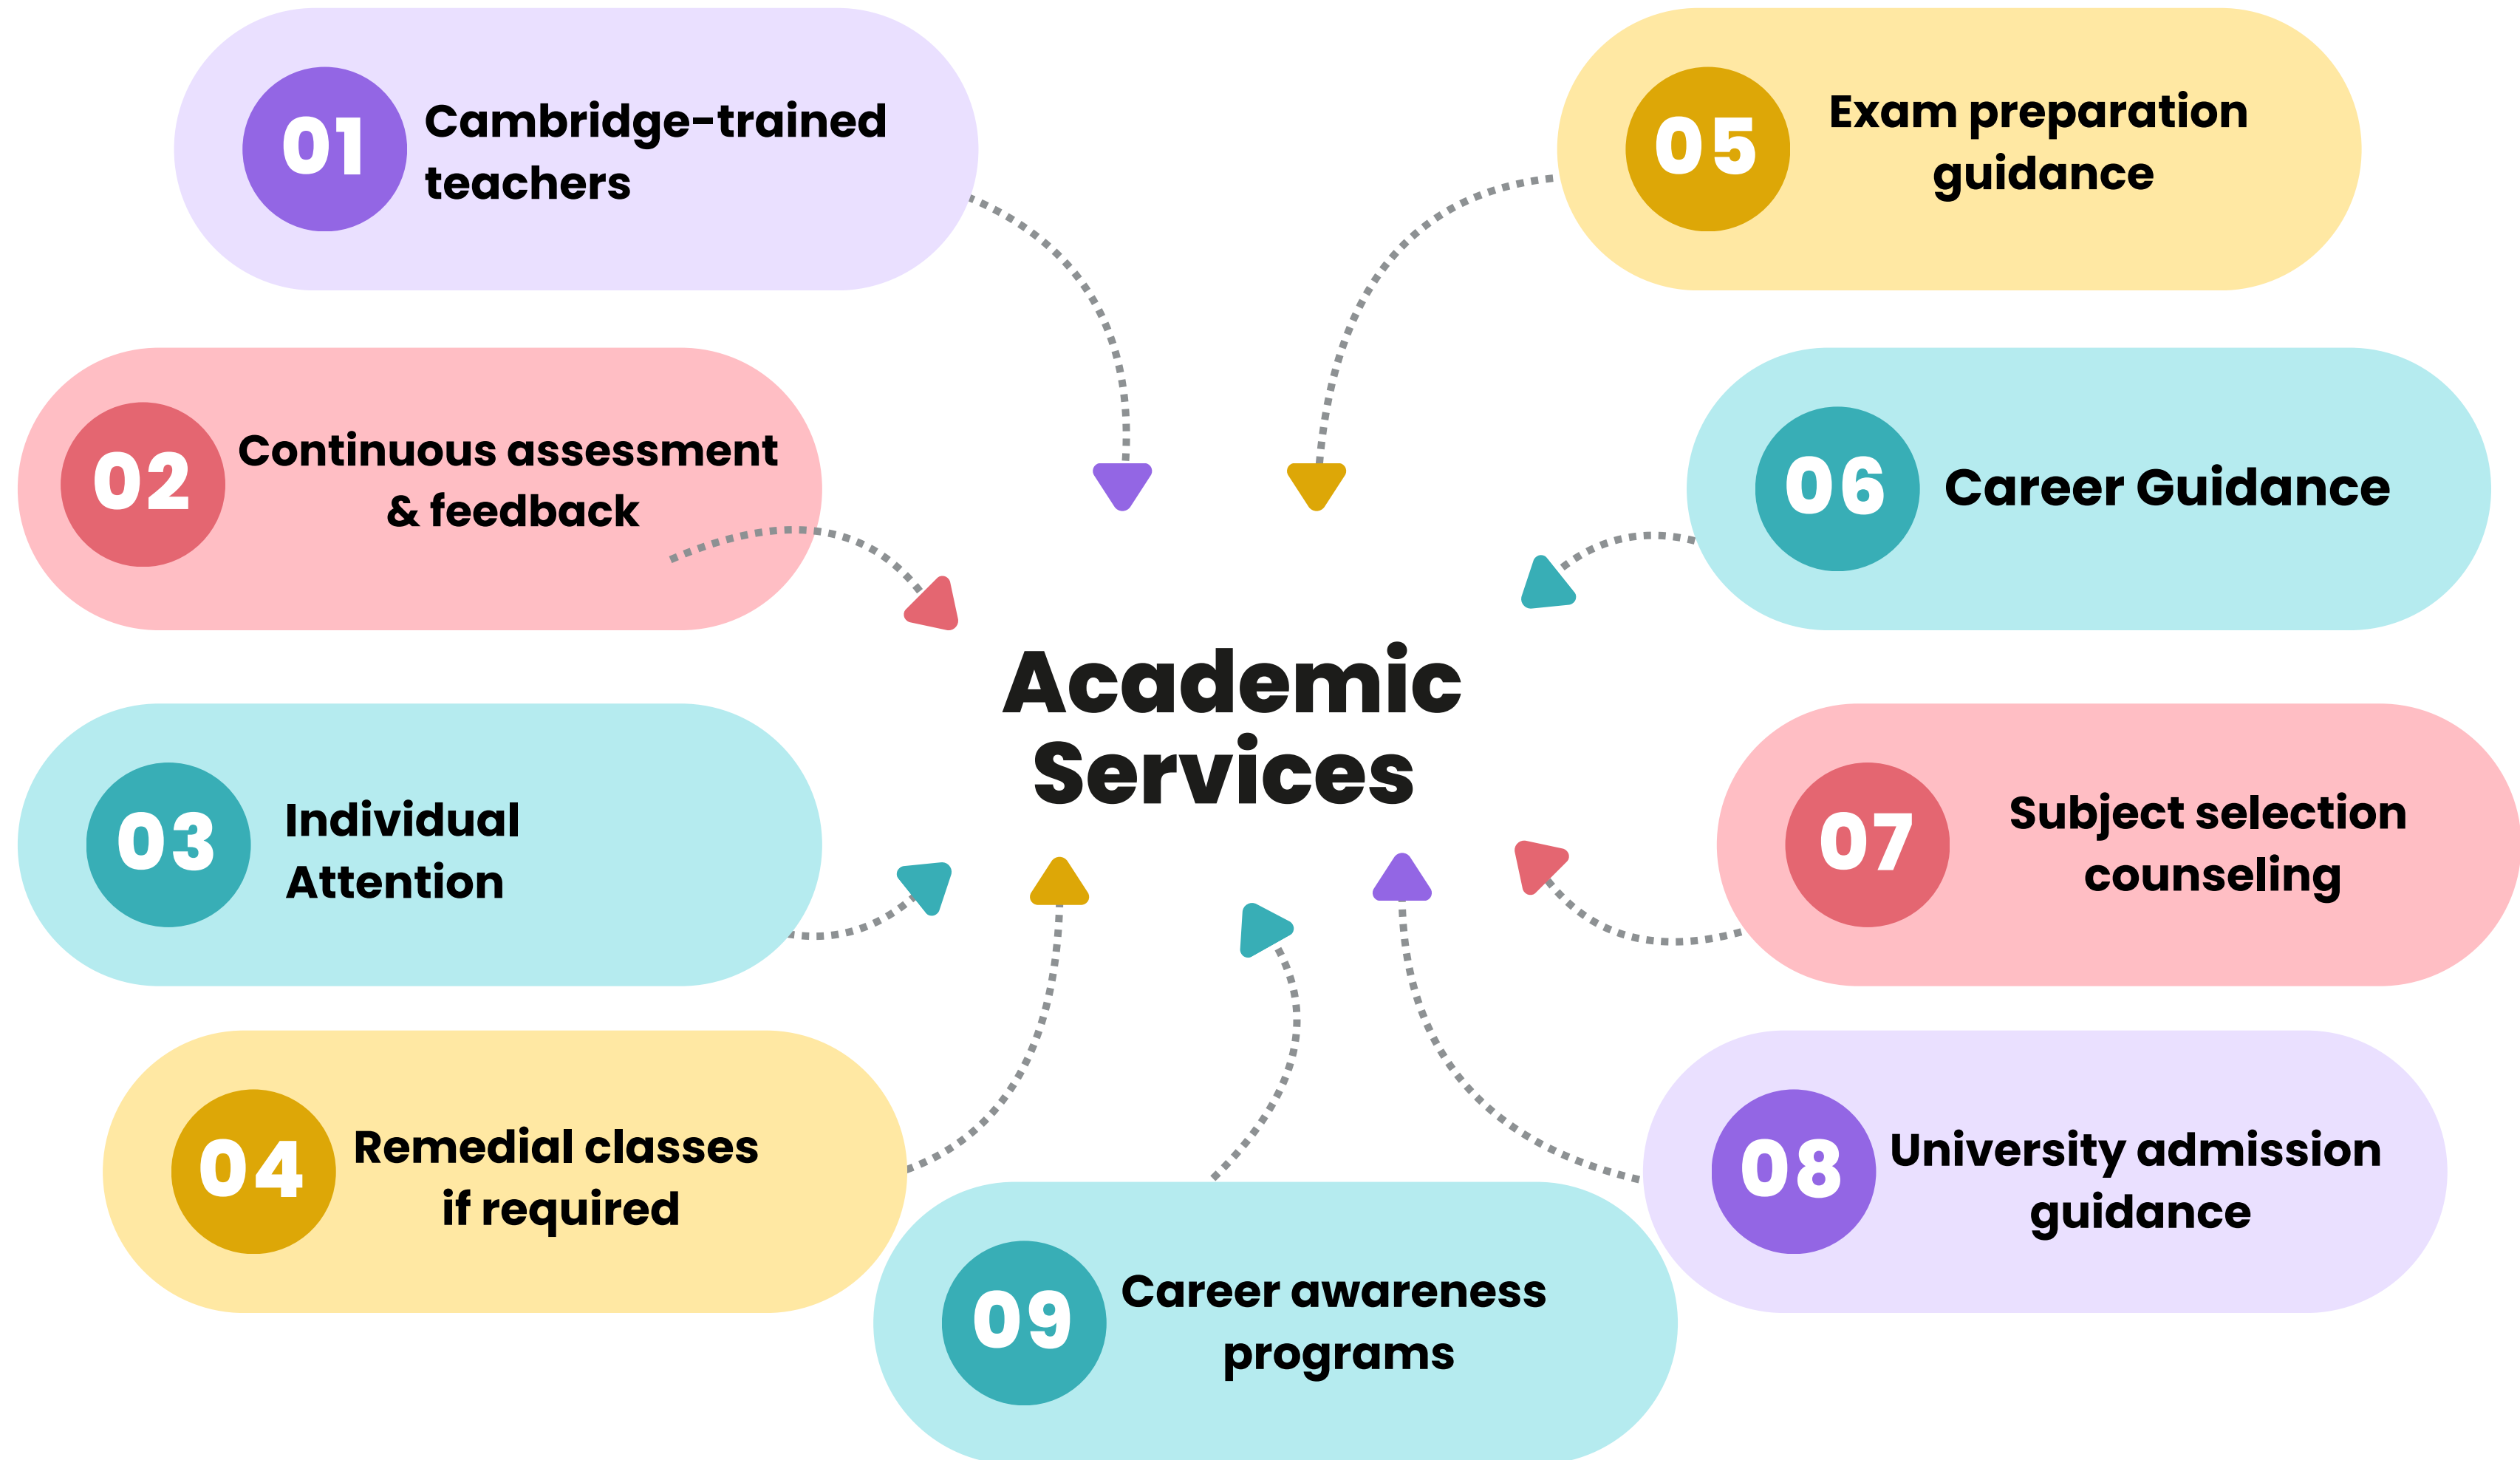 01
Cambridge-trained
teachers
02
Continuous assessment
& feedback
03
Individual
Attention
04
Remedial classes
if required
Academic
Services
05
Exam preparation
guidance
06
Career Guidance
07
Subject selection
counseling
08
University admission
guidance
09
Career awareness
programs